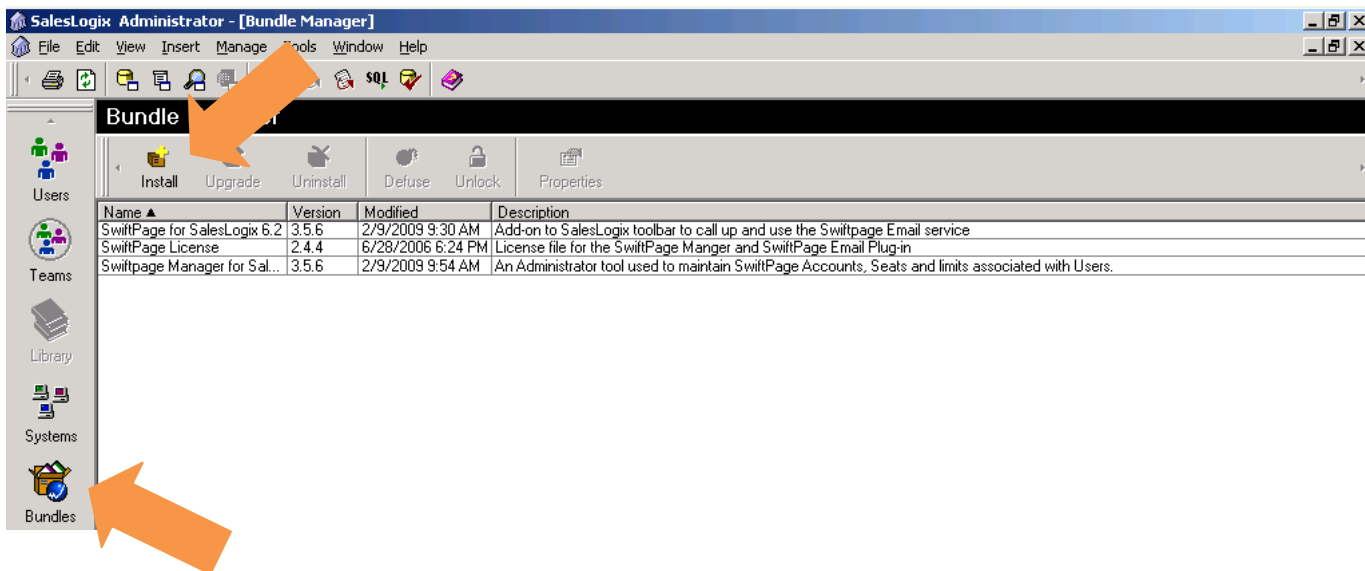 SalesLogix Administrator - [Bundle Manager]
File Edit View Insert Manage Tools Window Help
SQL
Bundle
Install Upgrade Uninstall Defuse Unlock Properties
Users
Teams
Library
Systems
Bundles
Name Version Modified Description
SwiftPage for SalesLogix 6.2 3.5.6 2/9/2009 9:30 AM Add-on to SalesLogix toolbar to call up and use the Swiftpage Email service
SwiftPage License 2.4.4 6/28/2006 6:24 PM License file for the SwiftPage Manger and SwiftPage Email Plug-in
Swiftpage Manager for Sal... 3.5.6 2/9/2009 9:54 AM An Administrator tool used to maintain SwiftPage Accounts, Seats and limits associated with Users.